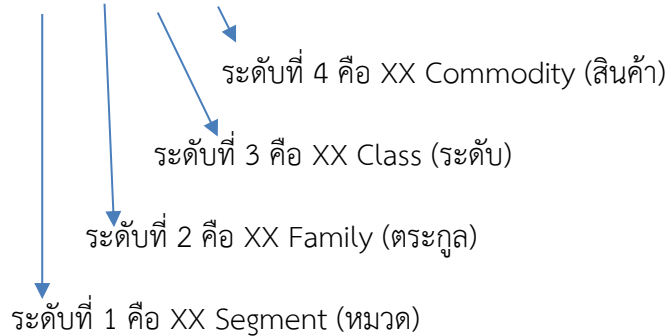 ระดับที่ 4 คือ XX Commodity (สินค้า)
ระดับที่ 3 คือ XX Class (ระดับ)
ระดับที่ 2 คือ XX Family (ตระกูล)
ระดับที่ 1 คือ XX Segment (หมวด)